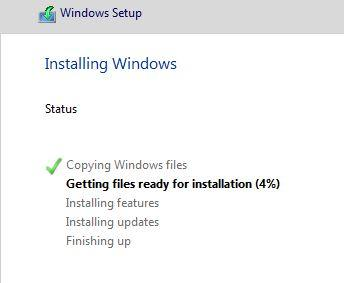 Windows Setup
Installing Windows
Status
Copying Windows files
Getting files ready for installation (4%)
Installing features
Installing updates
Finishing up